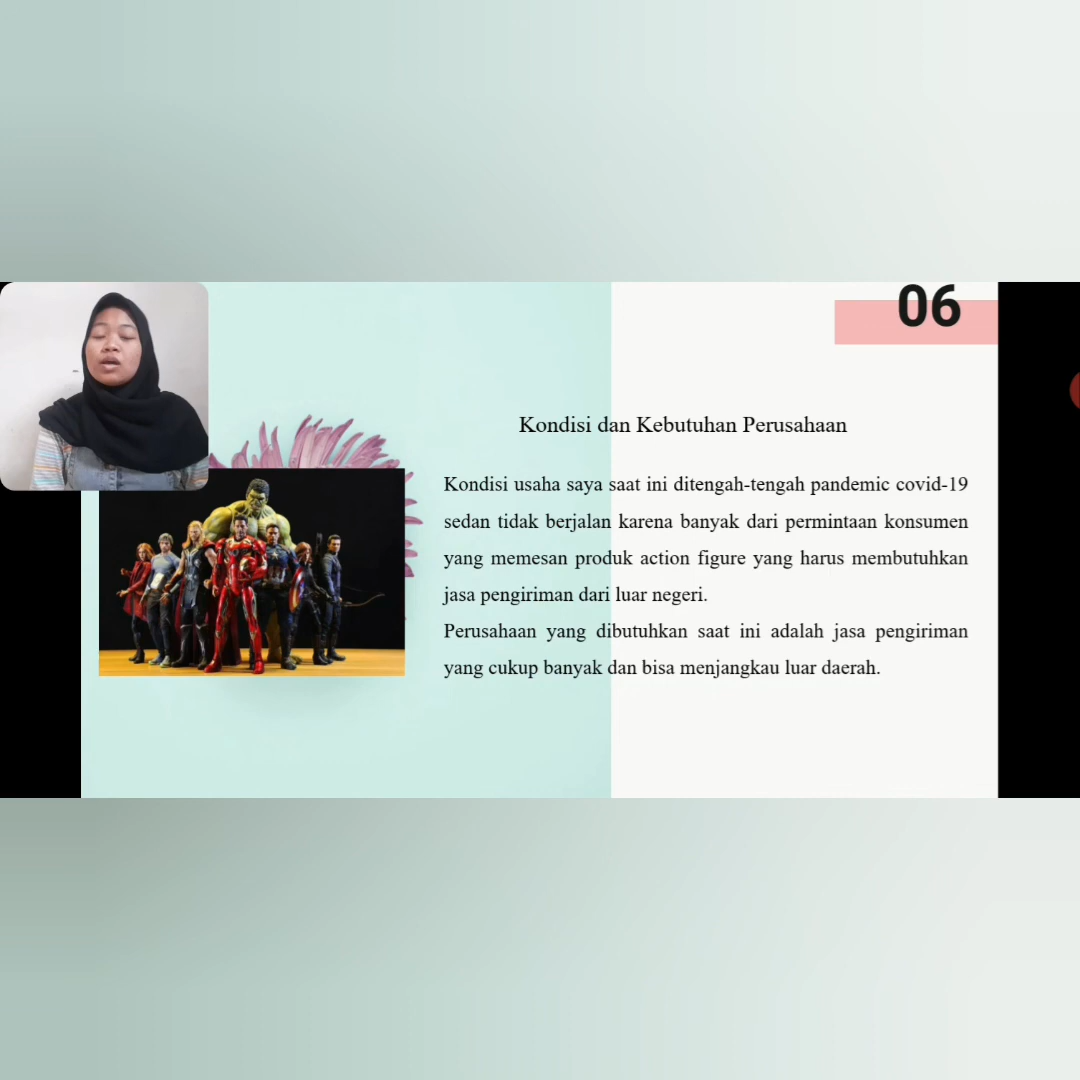 06
Kondisi dan Kebutuhan Perusahaan
Kondisi usaha saya saat ini ditengah-tengah pandemic covid-19
sedan tidak berjalan karena banyak dari permintaan konsumen
yang memesan produk action figure yang harus membutuhkan
jasa pengiriman dari luar negeri.
Perusahaan yang dibutuhkan saat ini adalah jasa pengiriman
yang cukup banyak dan bisa menjangkau luar daerah.